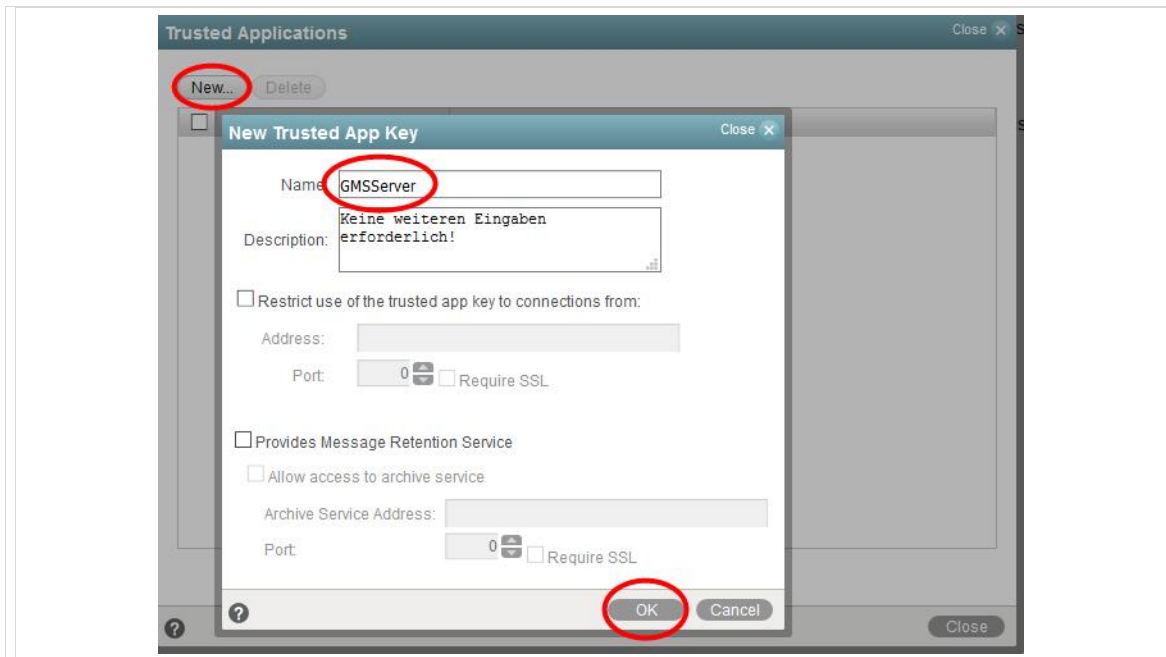 Trusted Applications
Close
New...
Delete
New Trusted App Key
Close
Name
GMSServer
Description:
Keine weiteren Eingaben
erforderlich!
Restrict use of the trusted app key to connections from:
Address:
Port:
0
Require SSL
Provides Message Retention Service
Allow access to archive service
Archive Service Address:
Port:
0
Require SSL
?
OK
Cancel
?
Close